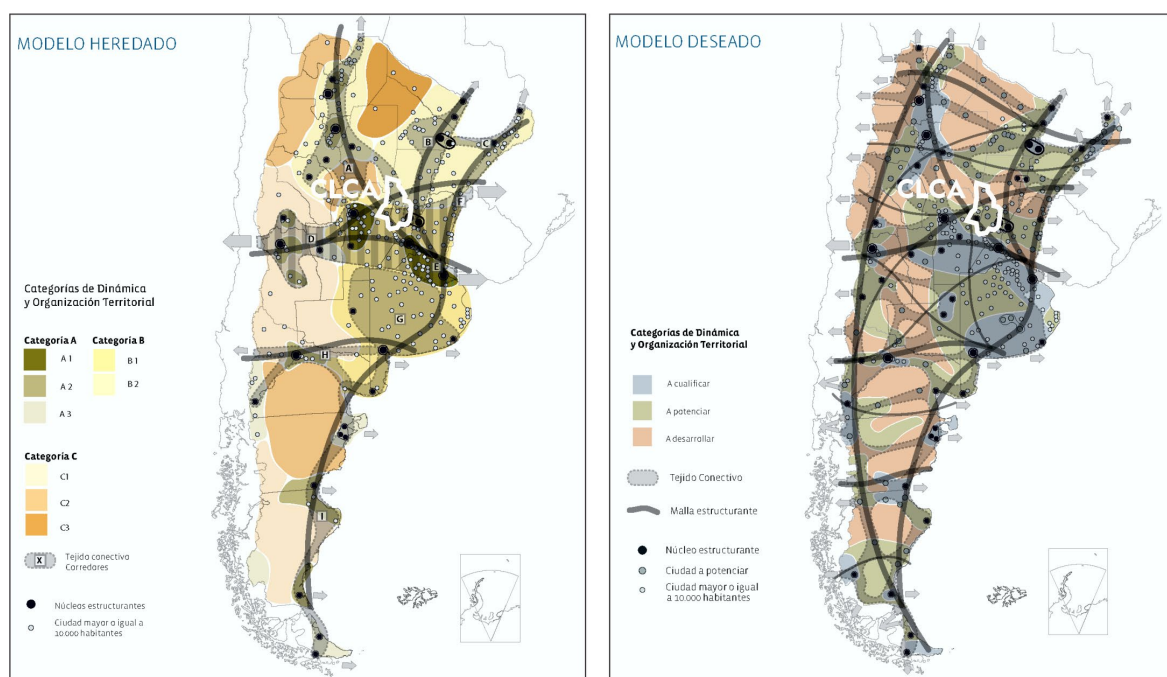 MODELO HEREDADO
CLCA
A
B
C
D
E
F
G
H
I
Categorías de Dinámica
y Organización Territorial
Categoría A
A 1
A 2
A 3
Categoría B
B 1
B 2
Categoría C
C1
C2
C3
X
Tejido conectivo
Corredores
Núcleos estructurantes
Ciudad mayor o igual a
10.000 habitantes
MODELO DESEADO
CLCA
Categorías de Dinámica
y Organización Territorial
A cualificar
A potenciar
A desarrollar
Tejido Conectivo
Malla estructurante
Núcleo estructurante
Ciudad a potenciar
Ciudad mayor o igual
a 10.000 habitantes